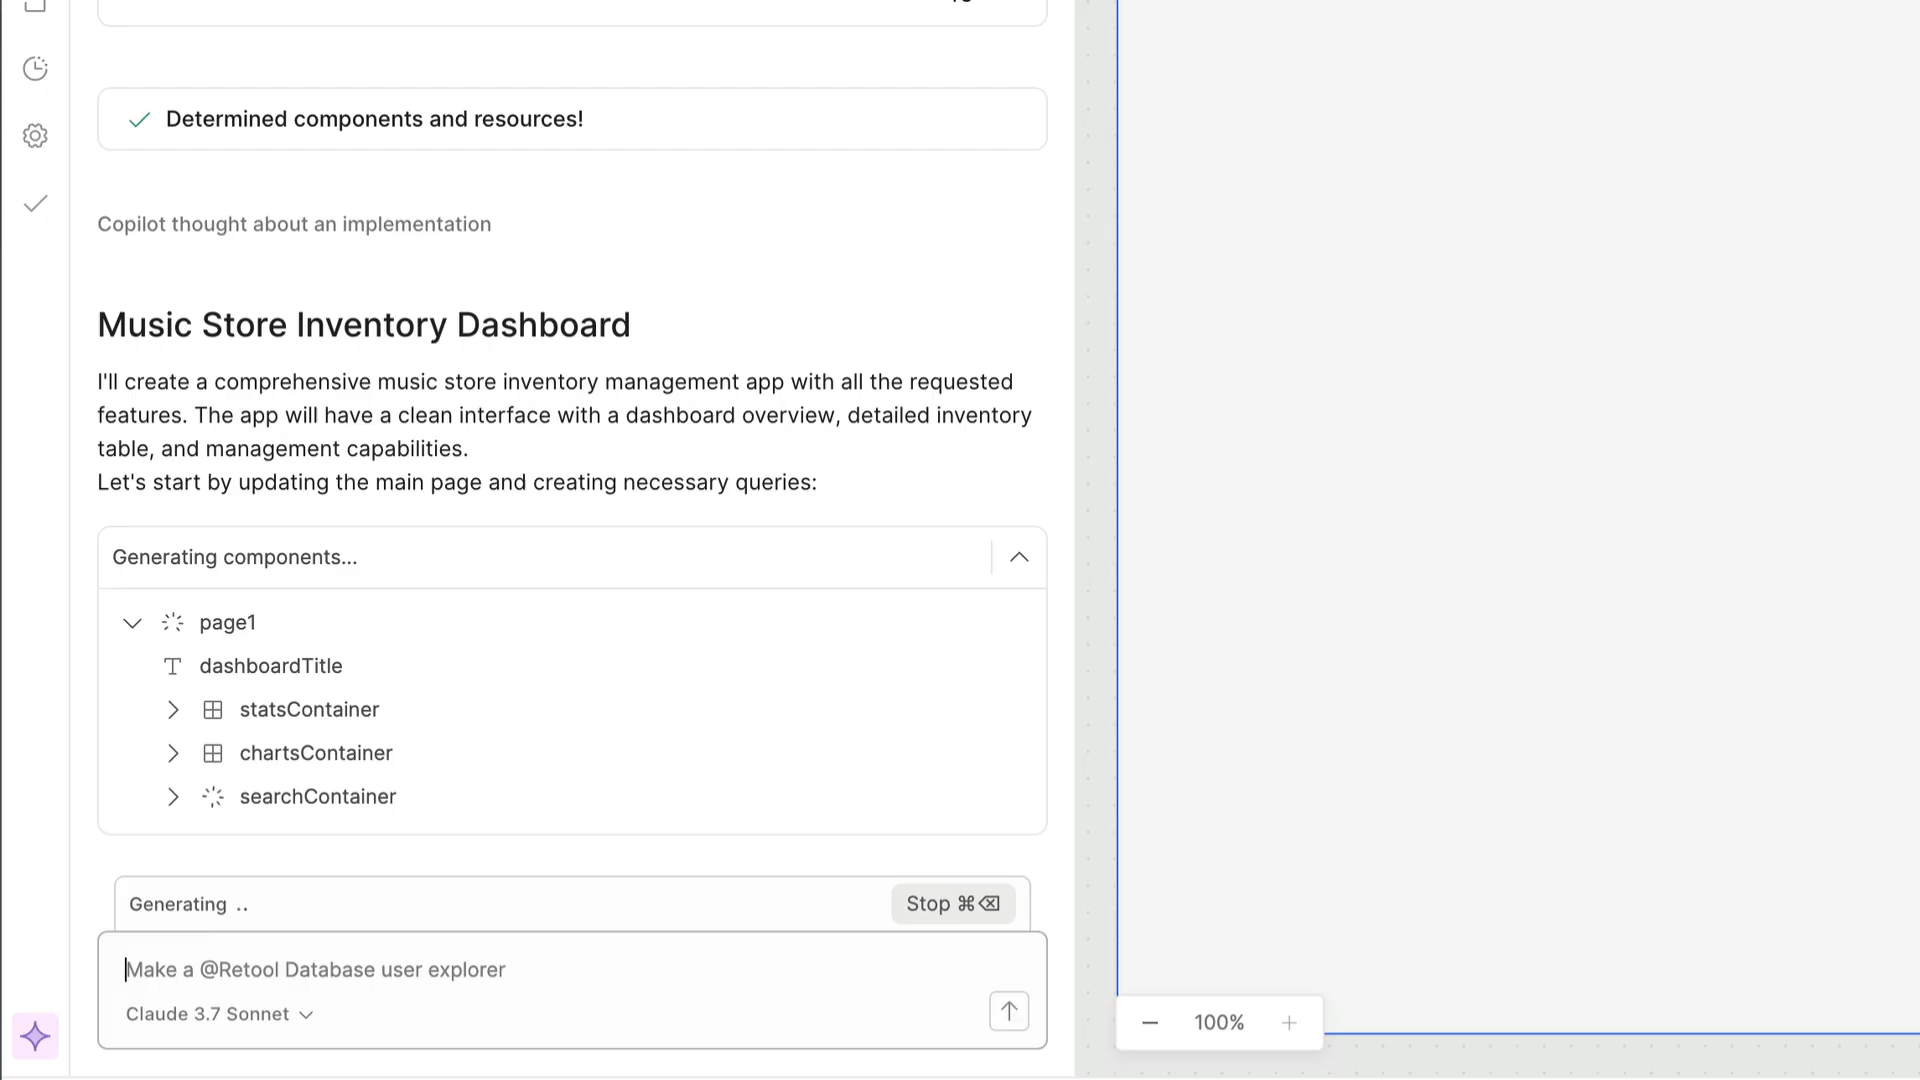 Determined components and resources!
Copilot thought about an implementation
Music Store Inventory Dashboard
I'll create a comprehensive music store inventory management app with all the requested
features. The app will have a clean interface with a dashboard overview, detailed inventory
table, and management capabilities.
Let's start by updating the main page and creating necessary queries:
Generating components...
page1
dashboardTitle
statsContainer
chartsContainer
searchContainer
Generating ..
Stop ⌘⌫
Make a @Retool Database user explorer
Claude 3.7 Sonnet
100%